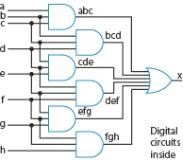 a
b
c
d
e
f
g
h
abc
bcd
cde
def
efg
fgh
x
Digital
circuits
inside